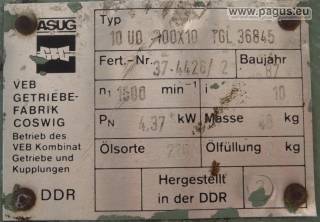 © www.pagus.eu
ASUG
Typ
10 UO 100X10 TGL 36845
Fert.-Nr. 37-4426/2 Baujahr 87
VEB
GETRIEBE-
FABRIK
COSWIG
Betrieb des
VEB Kombinat
Getriebe und
Kupplungen
DDR
n1 1500 min-1 i 10
PN 4.37 kW Masse kg
Ölsorte Ölfüllung kg
Hergestellt
in der DDR